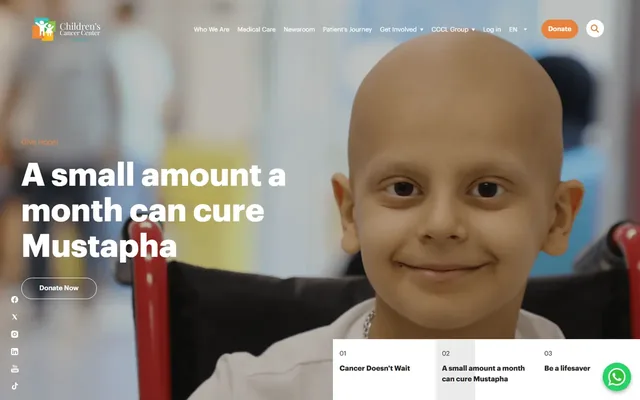 Children's
Cancer Center
Who We Are
Medical Care
Newsroom
Patient's Journey
Get Involved
CCCL Group
Log in
EN
Donate
A small amount a
month can cure
Mustapha
Donate Now
01
Cancer Doesn't Wait
02
A small amount a month
can cure Mustapha
03
Be a lifesaver